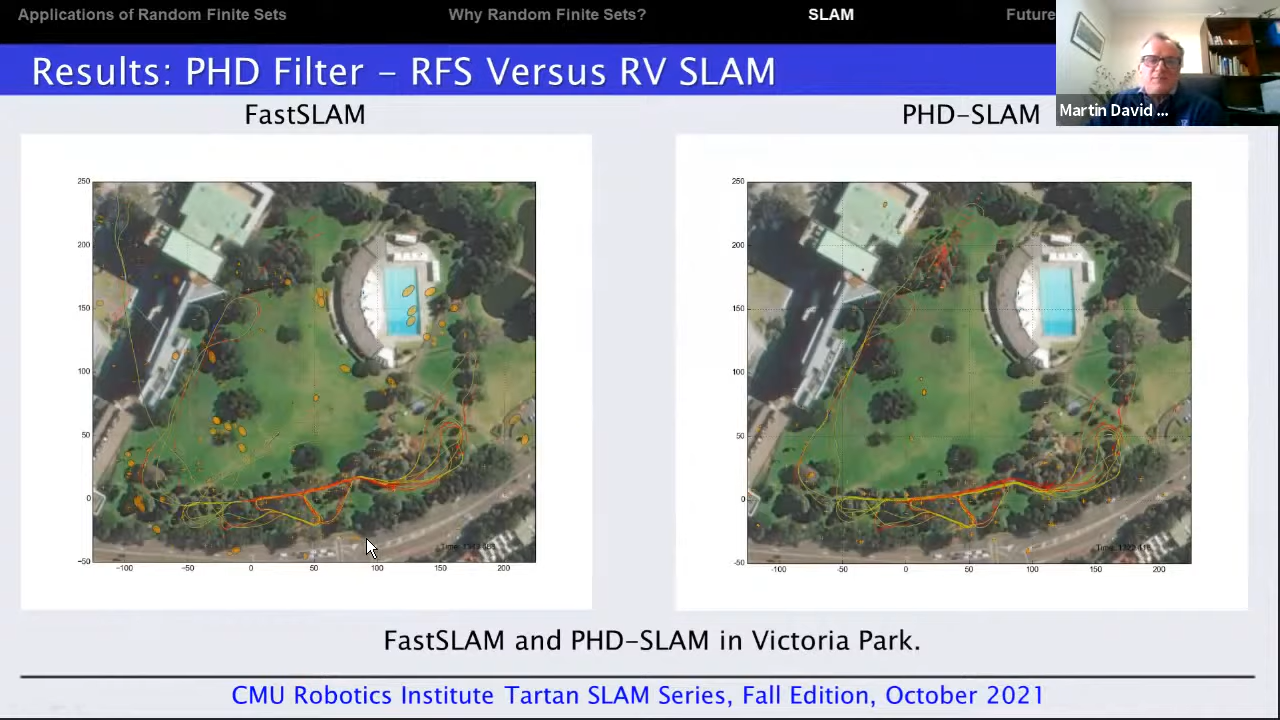 Applications of Random Finite Sets
Why Random Finite Sets?
SLAM
Future
Results: PHD Filter – RFS Versus RV SLAM
Martin David ...
FastSLAM
PHD–SLAM
250
200
150
100
50
0
−50
−100
−50
0
50
100
150
200
250
200
150
100
50
0
-50
-100
-50
0
50
100
150
200
FastSLAM and PHD–SLAM in Victoria Park.
CMU Robotics Institute Tartan SLAM Series, Fall Edition, October 2021